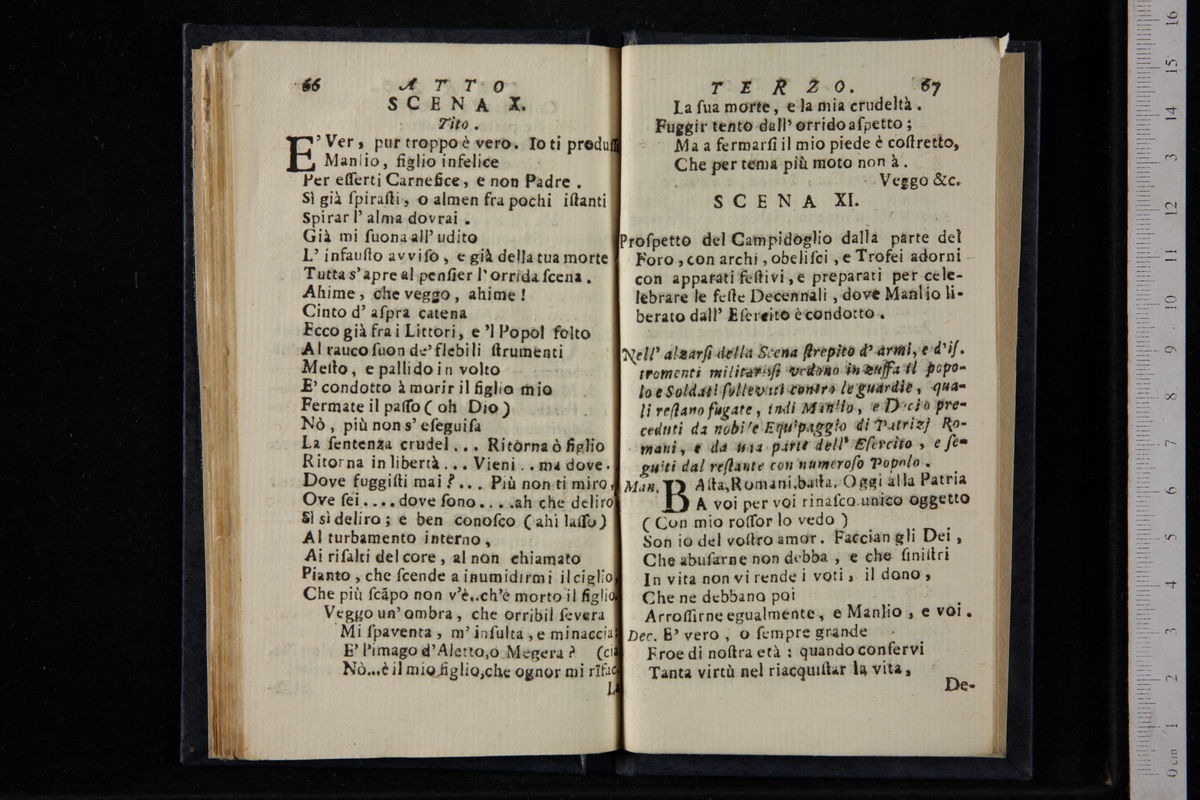 66 ATTO
SCENA X.
Tito.
E' Ver, pur troppo è vero. Io ti produſſ
Manlio, figlio infelice
Per eſſerti Carnefice, e non Padre.
Sì già ſpiraſti, o almen fra pochi iſtanti
Spirar l' alma dovrai.
Già mi ſuona all' udito
L' infauſto avviſo, e già della tua morte
Tutta s' apre al penſier l' orrida ſcena.
Ahime, che veggo, ahime!
Cinto d' aſpra catena
Ecco già fra i Littori, e 'l Popol folto
Al rauco ſuon de' flebili ſtrumenti
Meſto, e pallido in volto
E' condotto à morir il figlio mio
Fermate il paſſo (oh Dio)
Nò, più non s' eſeguiſa
La ſentenza crudel... Ritorna ò figlio
Ritorna in libertà... Vieni.. ma dove.
Dove fuggiſti mai?... Più non ti miro,
Ove ſei.... dove ſono.... ah che deliro
Sì sì deliro; e ben conoſco (ahi laſſo)
Al turbamento interno,
Ai riſalti del core, al non chiamato
Pianto, che ſcende a inumidirmi il ciglio,
Che più ſcãpo non v'è..ch'è morto il figlio
Veggo un' ombra, che orribil ſevera
Mi ſpaventa, m' inſulta, e minaccia:
E' l'imago d'Aletto, o Megera? (cia
Nò...è il mio figlio,che ognor mi rĩfac
L
TERZO. 67
La ſua morte, e la mia crudeltà.
Fuggir tento dall' orrido aſpetto;
Ma a fermarſi il mio piede è coſtretto,
Che per tema più moto non à.
Veggo &c.
SCENA XI.
Proſpetto del Campidoglio dalla parte del
Foro, con archi, obeliſci, e Trofei adorni
con apparati feſtivi, e preparati per cele-
lebrare le feſte Decennali, dove Manlio li-
berato dall' Eſercito è condotto.
Nell' alzarſi della Scena ſtrepito d' armi, e d'iſ.
tromenti militariſi vedono in zuffa il popo-
lo e Soldati ſollevati contro le guardie, qua-
li reſtano fugate, indi Manlio, e Decio pre-
ceduti da nobile Equipaggio di Patrizj Ro-
mani, e da una parte dell' Eſercito, e ſe-
guiti dal reſtante con numeroſo Popolo.
Man. BAſta, Romani, baſta. Oggi alla Patria
A voi per voi rinaſco unico oggetto
(Con mio roſſor lo vedo)
Son io del voſtro amor. Faccian gli Dei,
Che abuſarne non debba, e che ſiniſtri
In vita non vi rende i voti, il dono,
Che ne debbano poi
Arroſſirne egualmente, e Manlio, e voi.
Dec. E' vero, o ſempre grande
Eroe di noſtra età: quando conſervi
Tanta virtù nel riacquiſtar la vita,
De-